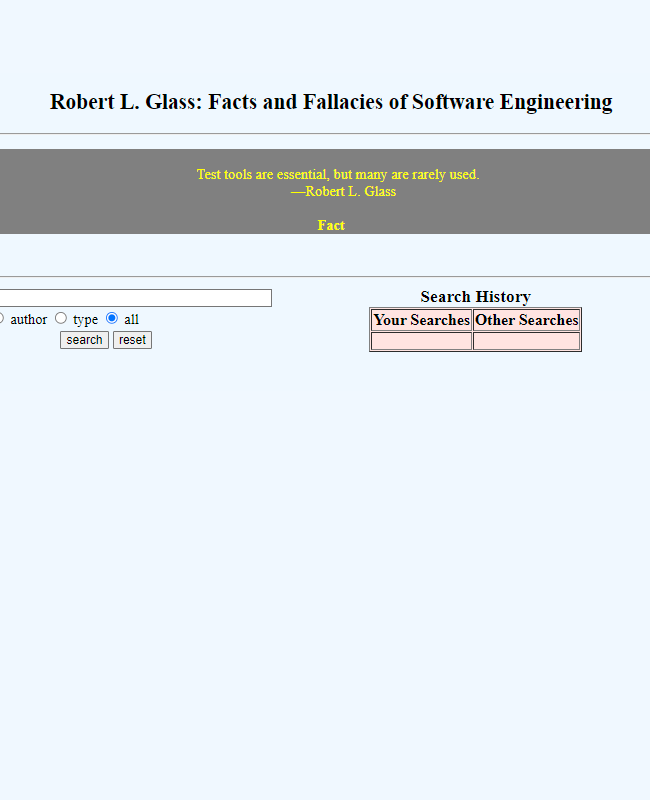 Robert L. Glass: Facts and Fallacies of Software Engineering
Test tools are essential, but many are rarely used.
—Robert L. Glass
Fact
author type all
search reset
Search History
Your Searches Other Searches